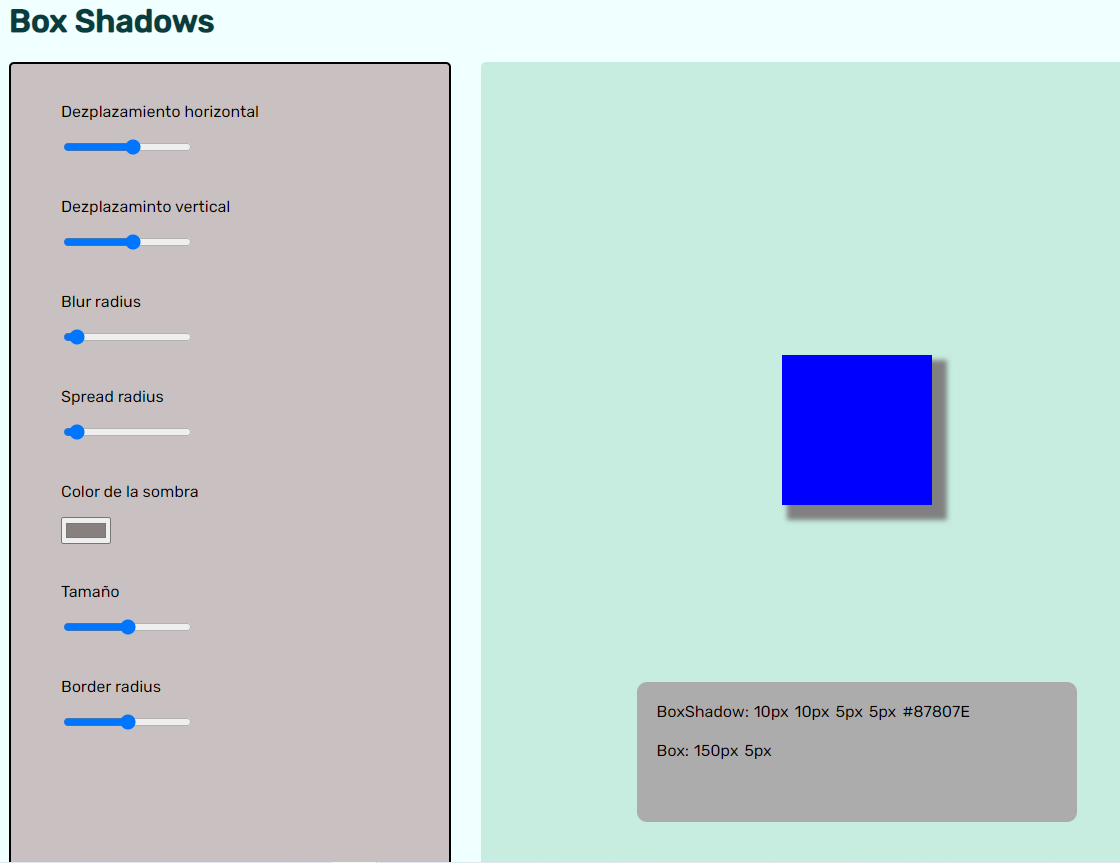 Box Shadows
Dezplazamiento horizontal
Dezplazaminto vertical
Blur radius
Spread radius
Color de la sombra
Tamaño
Border radius
BoxShadow: 10px 10px 5px 5px #87807E
Box: 150px 5px